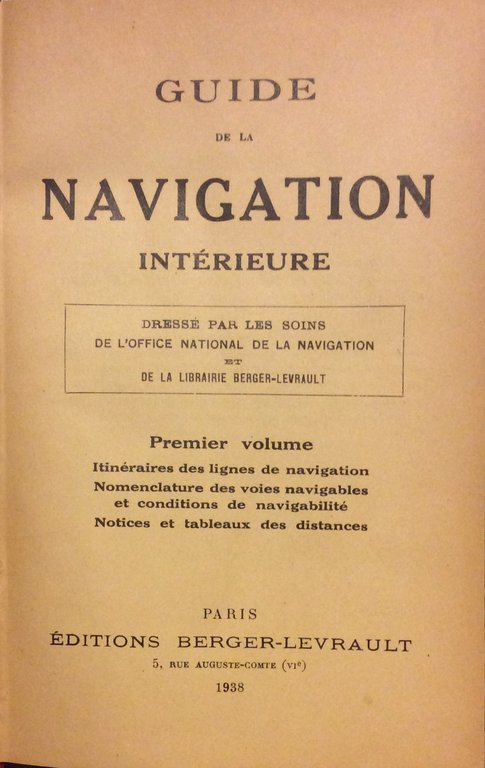 GUIDE
DE LA
NAVIGATION
INTÉRIEURE
DRESSÉ PAR LES SOINS
DE L'OFFICE NATIONAL DE LA NAVIGATION
ET
DE LA LIBRAIRIE BERGER-LEVRAULT
Premier volume
Itinéraires des lignes de navigation
Nomenclature des voies navigables
et conditions de navigabilité
Notices et tableaux des distances
PARIS
ÉDITIONS BERGER-LEVRAULT
5, RUE AUGUSTE-COMTE (VIe)
1938